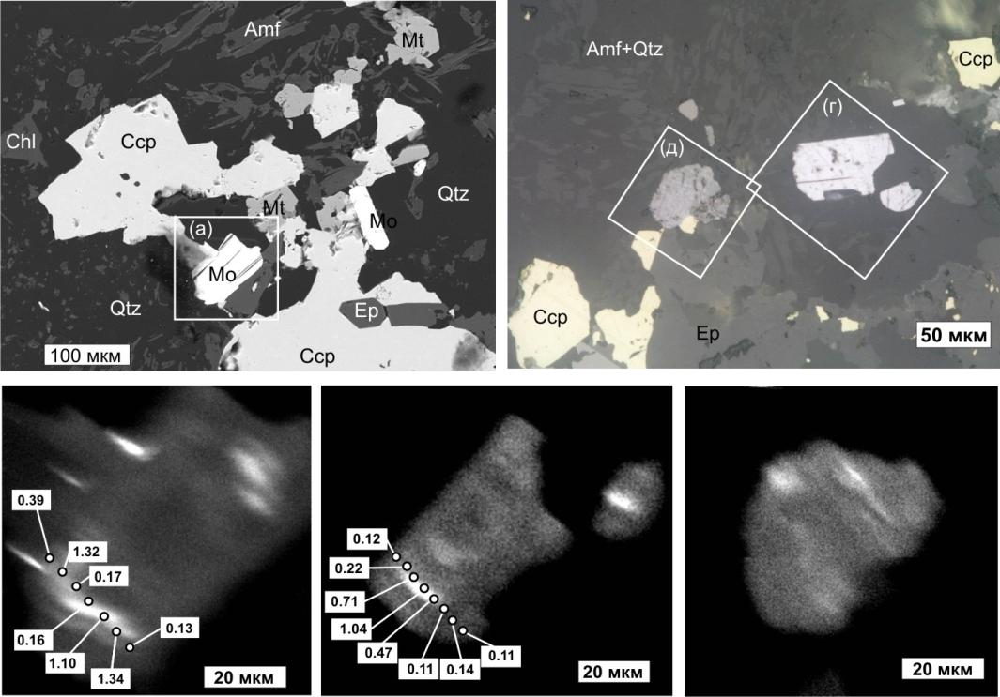 Amf
Mt
Chl
Ccp
Qtz
Mt
Mo
(а)
Mo
Qtz
Ep
100 мкм
Ccp
Amf+Qtz
Ccp
(г)
(д)
Ccp
Ep
50 мкм
0.39
1.32
0.17
0.16
0.13
1.10
1.34
20 мкм
0.12
0.22
0.71
1.04
0.47
0.11
0.14
0.11
20 мкм
20 мкм